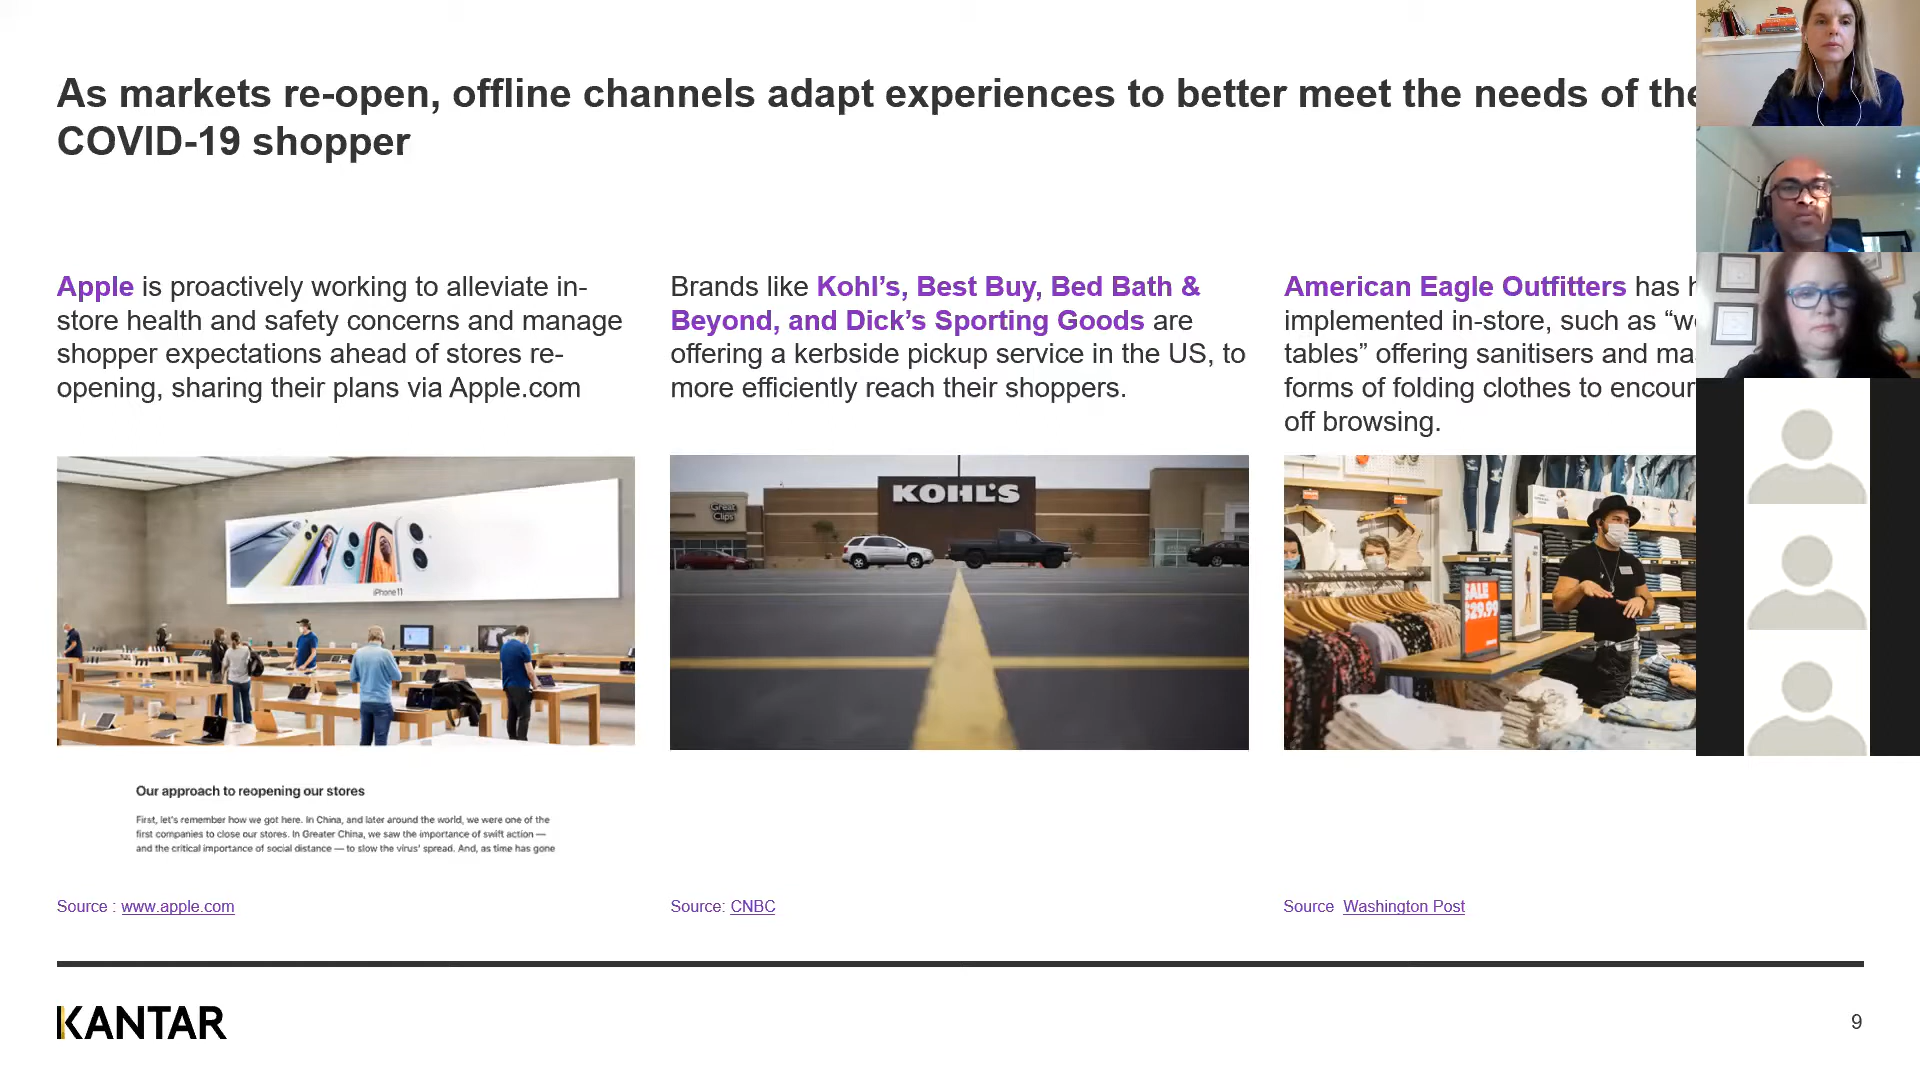 As markets re-open, offline channels adapt experiences to better meet the needs of the
COVID-19 shopper
Apple is proactively working to alleviate in-
store health and safety concerns and manage
shopper expectations ahead of stores re-
opening, sharing their plans via Apple.com
Brands like Kohl’s, Best Buy, Bed Bath &
Beyond, and Dick’s Sporting Goods are
offering a kerbside pickup service in the US, to
more efficiently reach their shoppers.
American Eagle Outfitters has
implemented in-store, such as
tables” offering sanitisers and
forms of folding clothes to
off browsing.
iPhone 11
Great
Clips
KOHL'S
SALE
$29.99
Our approach to reopening our stores
First, let's remember how we got here. In China, and later around the world, we were one of the
first companies to close our stores. In Greater China, we saw the importance of swift action —
and the critical importance of social distance — to slow the virus' spread. And, as time has gone
Source : www.apple.com
Source: CNBC
Source Washington Post
KANTAR
9